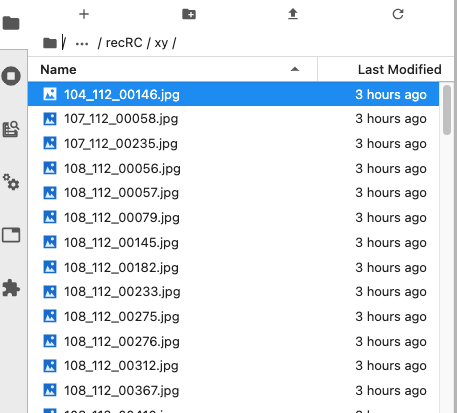 / ... / recRC / xy /
Name Last Modified
104_112_00146.jpg 3 hours ago
107_112_00058.jpg 3 hours ago
107_112_00235.jpg 3 hours ago
108_112_00056.jpg 3 hours ago
108_112_00057.jpg 3 hours ago
108_112_00079.jpg 3 hours ago
108_112_00145.jpg 3 hours ago
108_112_00182.jpg 3 hours ago
108_112_00233.jpg 3 hours ago
108_112_00275.jpg 3 hours ago
108_112_00276.jpg 3 hours ago
108_112_00312.jpg 3 hours ago
108_112_00367.jpg 3 hours ago